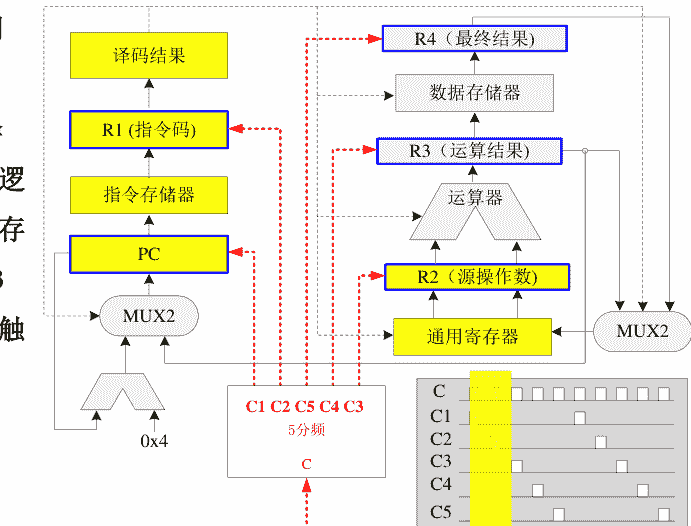 译码结果
R1 (指令码)
指令存储器
PC
MUX2
0x4
R4（最终结果）
数据存储器
R3（运算结果）
运算器
R2（源操作数）
通用寄存器
MUX2
C1 C2 C5 C4 C3
5分频
C
C
C1
C2
C3
C4
C5
逻
存
触